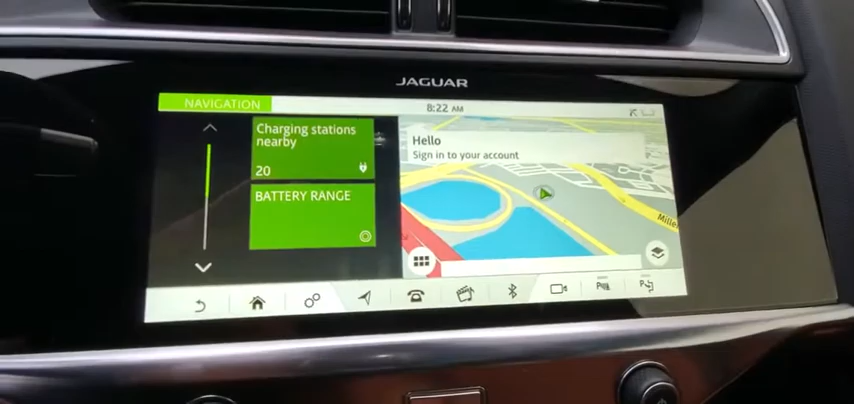 JAGUAR
NAVIGATION
8:22 AM
Charging stations
nearby
20
BATTERY RANGE
Hello
Sign in to your account